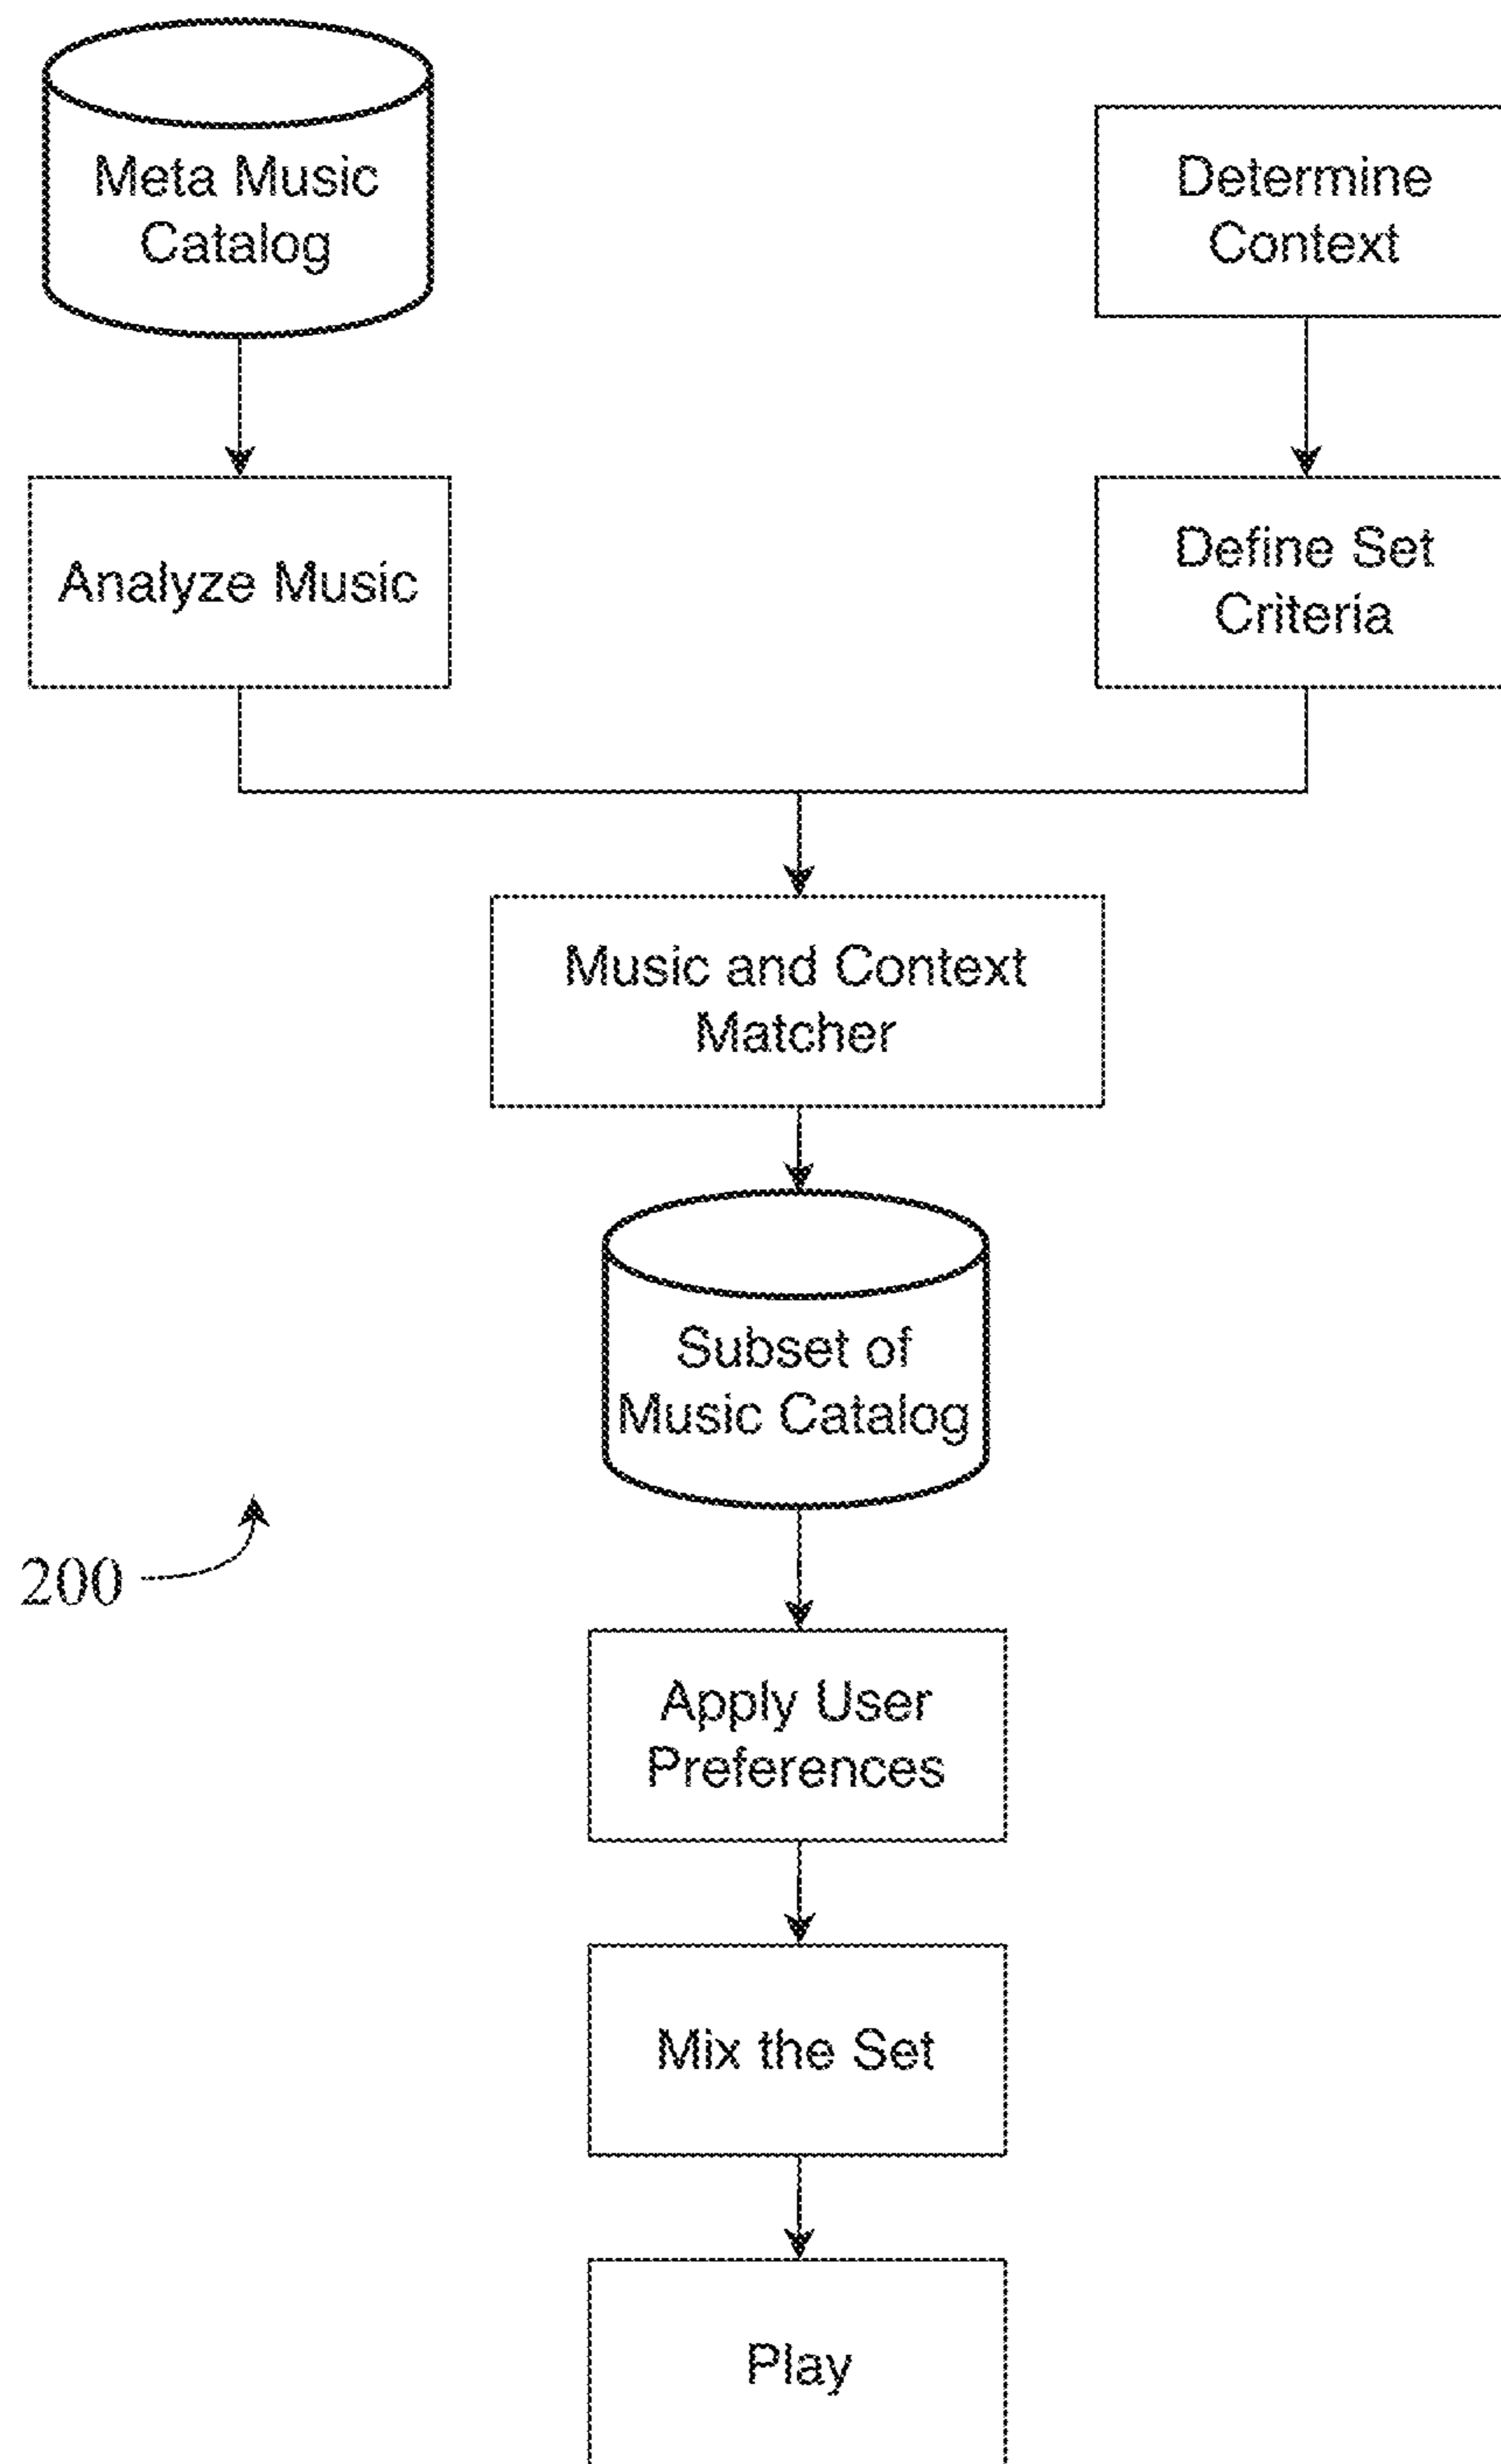 Meta Music
Catalog
Determine
Context
Analyze Music
Define Set
Criteria
Music and Context
Matcher
Subset of
Music Catalog
200
Apply User
Preferences
Mix the Set
Play